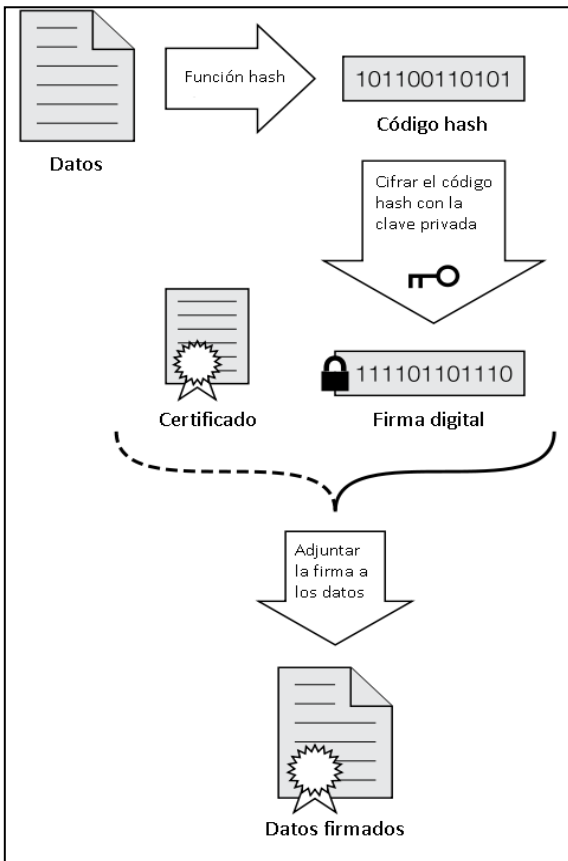 Función hash
101100110101
Código hash
Datos
Cifrar el código
hash con la
clave privada
111101101110
Certificado
Firma digital
Adjuntar
la firma a
los datos
Datos firmados